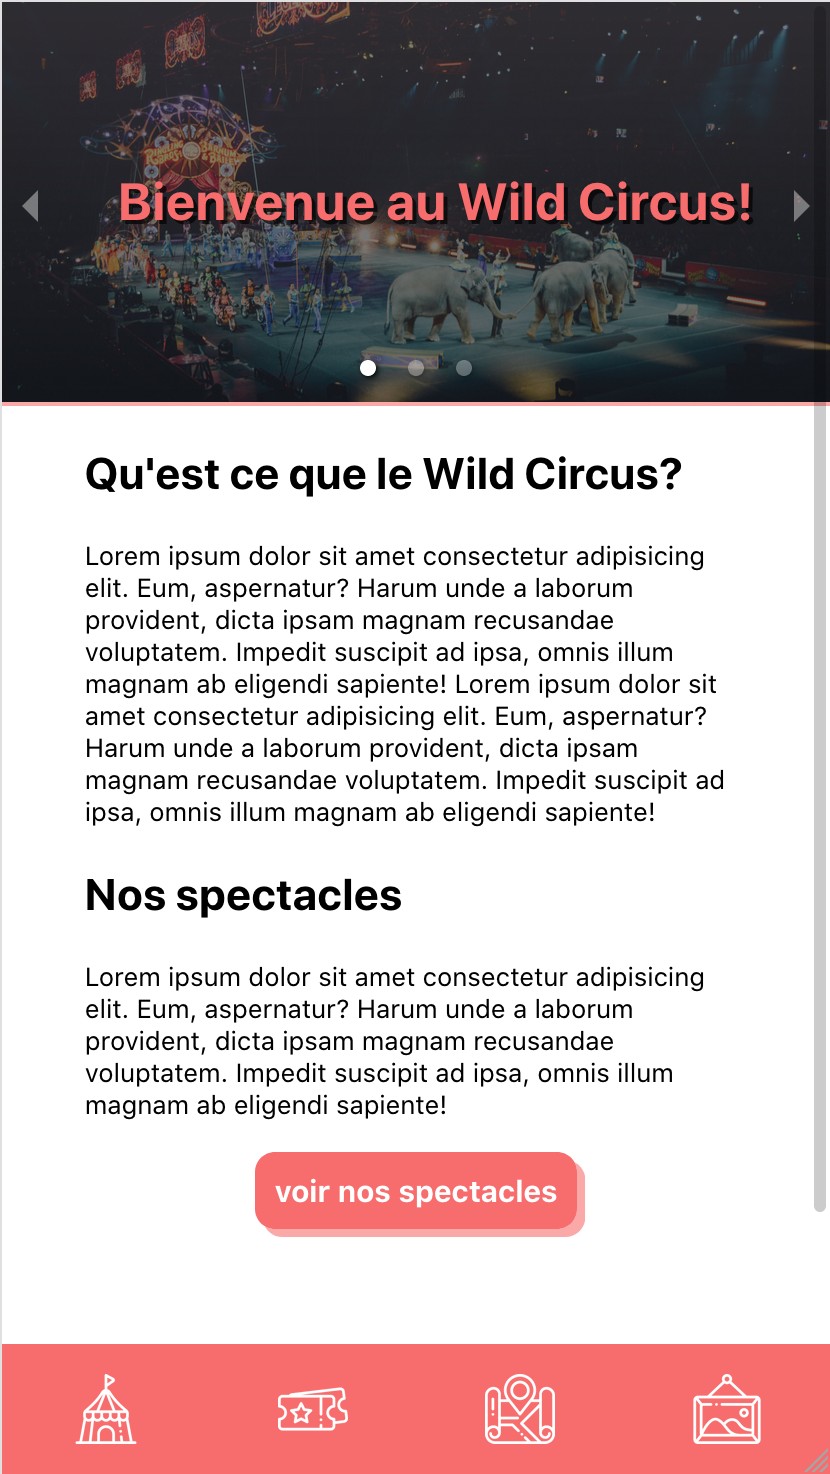 RINGLING BARNUM
BROS & BAILEY
Bienvenue au Wild Circus!
Qu'est ce que le Wild Circus?
Lorem ipsum dolor sit amet consectetur adipisicing
elit. Eum, aspernatur? Harum unde a laborum
provident, dicta ipsam magnam recusandae
voluptatem. Impedit suscipit ad ipsa, omnis illum
magnam ab eligendi sapiente! Lorem ipsum dolor sit
amet consectetur adipisicing elit. Eum, aspernatur?
Harum unde a laborum provident, dicta ipsam
magnam recusandae voluptatem. Impedit suscipit ad
ipsa, omnis illum magnam ab eligendi sapiente!
Nos spectacles
Lorem ipsum dolor sit amet consectetur adipisicing
elit. Eum, aspernatur? Harum unde a laborum
provident, dicta ipsam magnam recusandae
voluptatem. Impedit suscipit ad ipsa, omnis illum
magnam ab eligendi sapiente!
voir nos spectacles